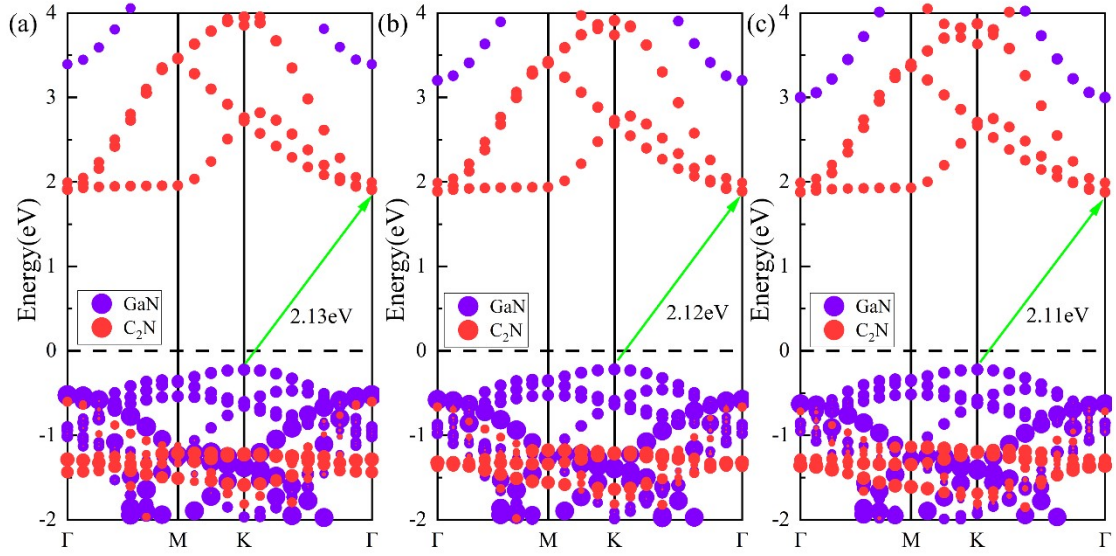 (a)
Energy(eV)
4
3
2
1
0
-1
-2
GaN
C₂N
2.13eV
Γ M K Γ
(b)
Energy(eV)
4
3
2
1
0
-1
-2
GaN
C₂N
2.12eV
Γ M K Γ
(c)
Energy(eV)
4
3
2
1
0
-1
-2
GaN
C₂N
2.11eV
Γ M K Γ